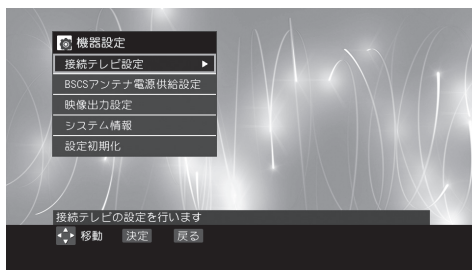 機器設定
接続テレビ設定
BSCSアンテナ電源供給設定
映像出力設定
システム情報
設定初期化
接続テレビの設定を行います
移動 決定 戻る